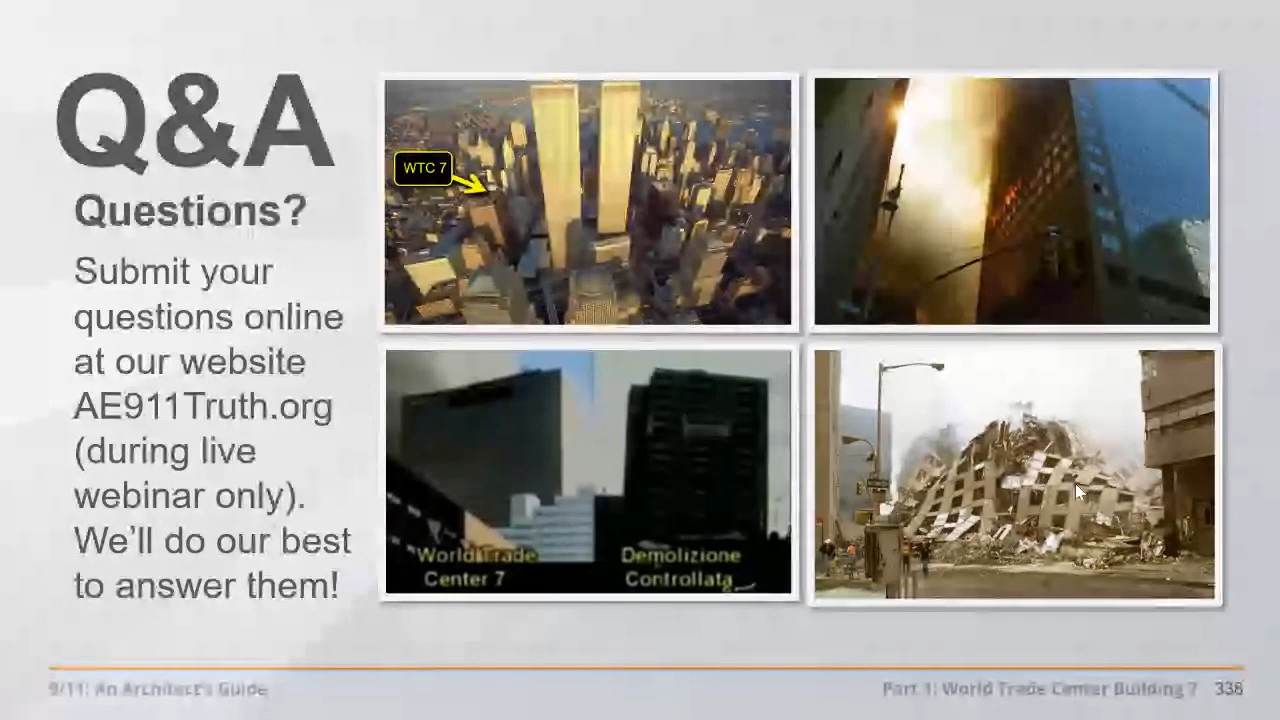 Q&A
Questions?
Submit your
questions online
at our website
AE911Truth.org
(during live
webinar only).
We’ll do our best
to answer them!
WTC 7
World Trade
Center 7
Demolizione
Controllata
9/11: An Architect's Guide
Part 1: World Trade Center Building 7 338